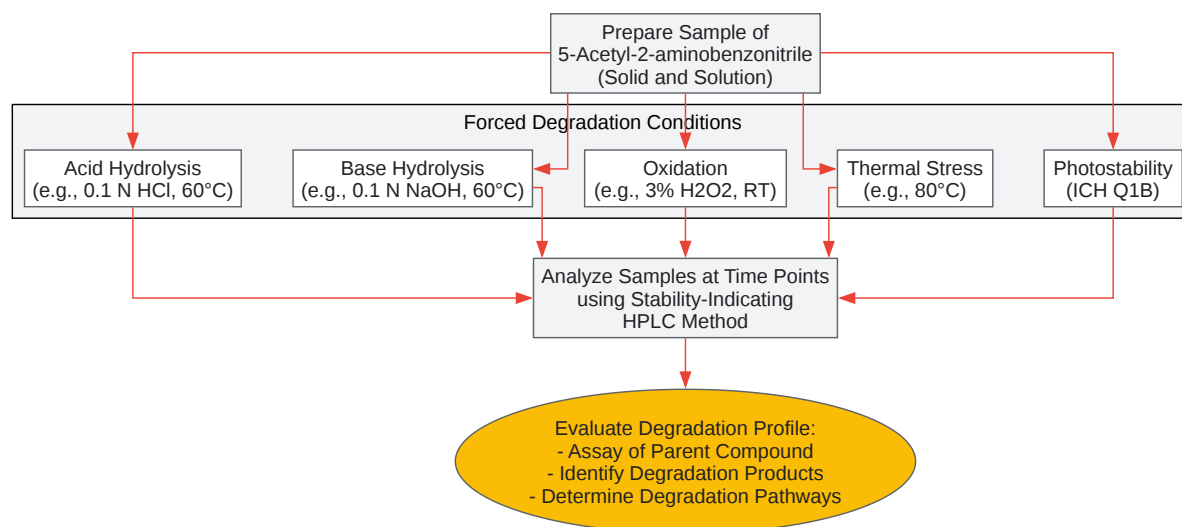 Prepare Sample of
5-Acetyl-2-aminobenzonitrile
(Solid and Solution)
Forced Degradation Conditions
Acid Hydrolysis
(e.g., 0.1 N HCl, 60°C)
Base Hydrolysis
(e.g., 0.1 N NaOH, 60°C)
Oxidation
(e.g., 3% H2O2, RT)
Thermal Stress
(e.g., 80°C)
Photostability
(ICH Q1B)
Analyze Samples at Time Points
using Stability-Indicating
HPLC Method
Evaluate Degradation Profile:
- Assay of Parent Compound
- Identify Degradation Products
- Determine Degradation Pathways